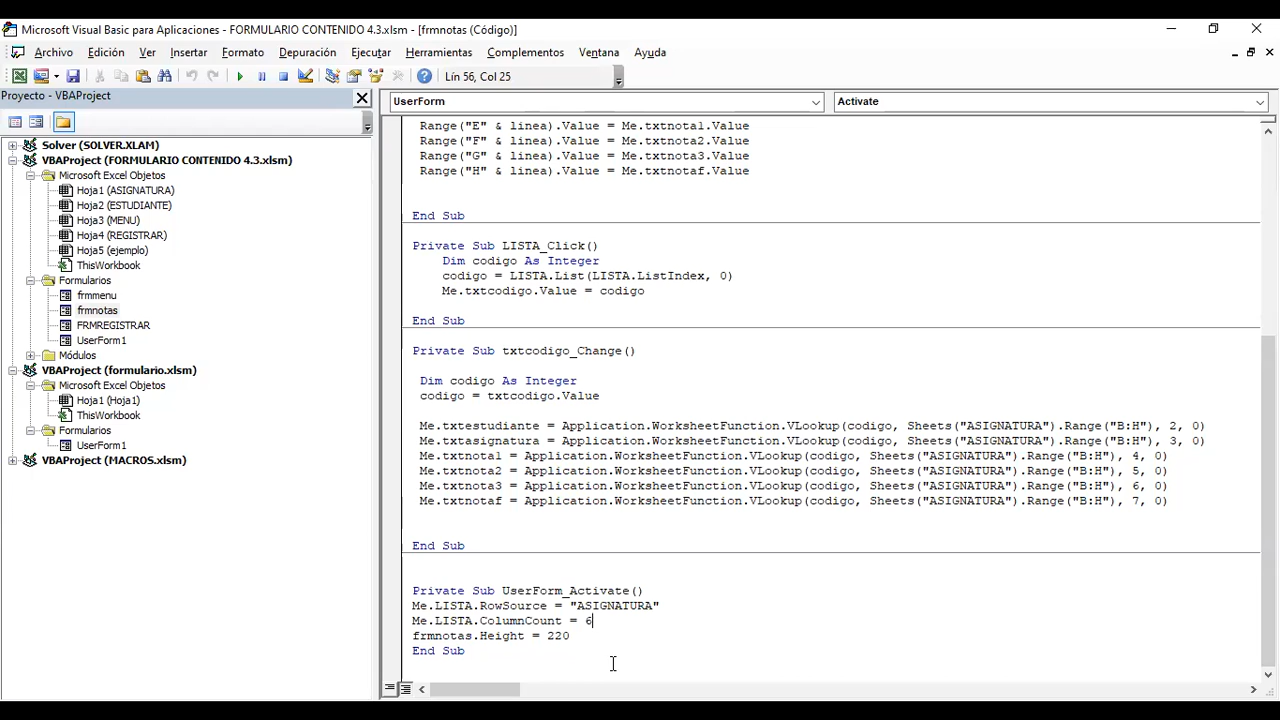 Microsoft Visual Basic para Aplicaciones - FORMULARIO CONTENIDO 4.3.xlsm - [frmnotas (Código)]
Archivo Edición Ver Insertar Formato Depuración Ejecutar Herramientas Complementos Ventana Ayuda
Lín 56, Col 25
Proyecto - VBAProject
Solver (SOLVER.XLAM)
VBAProject (FORMULARIO CONTENIDO 4.3.xlsm)
Microsoft Excel Objetos
Hoja1 (ASIGNATURA)
Hoja2 (ESTUDIANTE)
Hoja3 (MENU)
Hoja4 (REGISTRAR)
Hoja5 (ejemplo)
ThisWorkbook
Formularios
frmmenu
frmnotas
FRMREGISTRAR
UserForm1
Módulos
VBAProject (formulario.xlsm)
Microsoft Excel Objetos
Hoja1 (Hoja1)
ThisWorkbook
Formularios
UserForm1
VBAProject (MACROS.xlsm)
UserForm Activate
Range("E" & linea).Value = Me.txtnota1.Value
Range("F" & linea).Value = Me.txtnota2.Value
Range("G" & linea).Value = Me.txtnota3.Value
Range("H" & linea).Value = Me.txtnotaf.Value
End Sub
Private Sub LISTA_Click()
Dim codigo As Integer
codigo = LISTA.List(LISTA.ListIndex, 0)
Me.txtcodigo.Value = codigo
End Sub
Private Sub txtcodigo_Change()
Dim codigo As Integer
codigo = txtcodigo.Value
Me.txtestudiante = Application.WorksheetFunction.VLookup(codigo, Sheets("ASIGNATURA").Range("B:H"), 2, 0)
Me.txtasignatura = Application.WorksheetFunction.VLookup(codigo, Sheets("ASIGNATURA").Range("B:H"), 3, 0)
Me.txtnota1 = Application.WorksheetFunction.VLookup(codigo, Sheets("ASIGNATURA").Range("B:H"), 4, 0)
Me.txtnota2 = Application.WorksheetFunction.VLookup(codigo, Sheets("ASIGNATURA").Range("B:H"), 5, 0)
Me.txtnota3 = Application.WorksheetFunction.VLookup(codigo, Sheets("ASIGNATURA").Range("B:H"), 6, 0)
Me.txtnotaf = Application.WorksheetFunction.VLookup(codigo, Sheets("ASIGNATURA").Range("B:H"), 7, 0)
End Sub
Private Sub UserForm_Activate()
Me.LISTA.RowSource = "ASIGNATURA"
Me.LISTA.ColumnCount = 6
frmnotas.Height = 220
End Sub